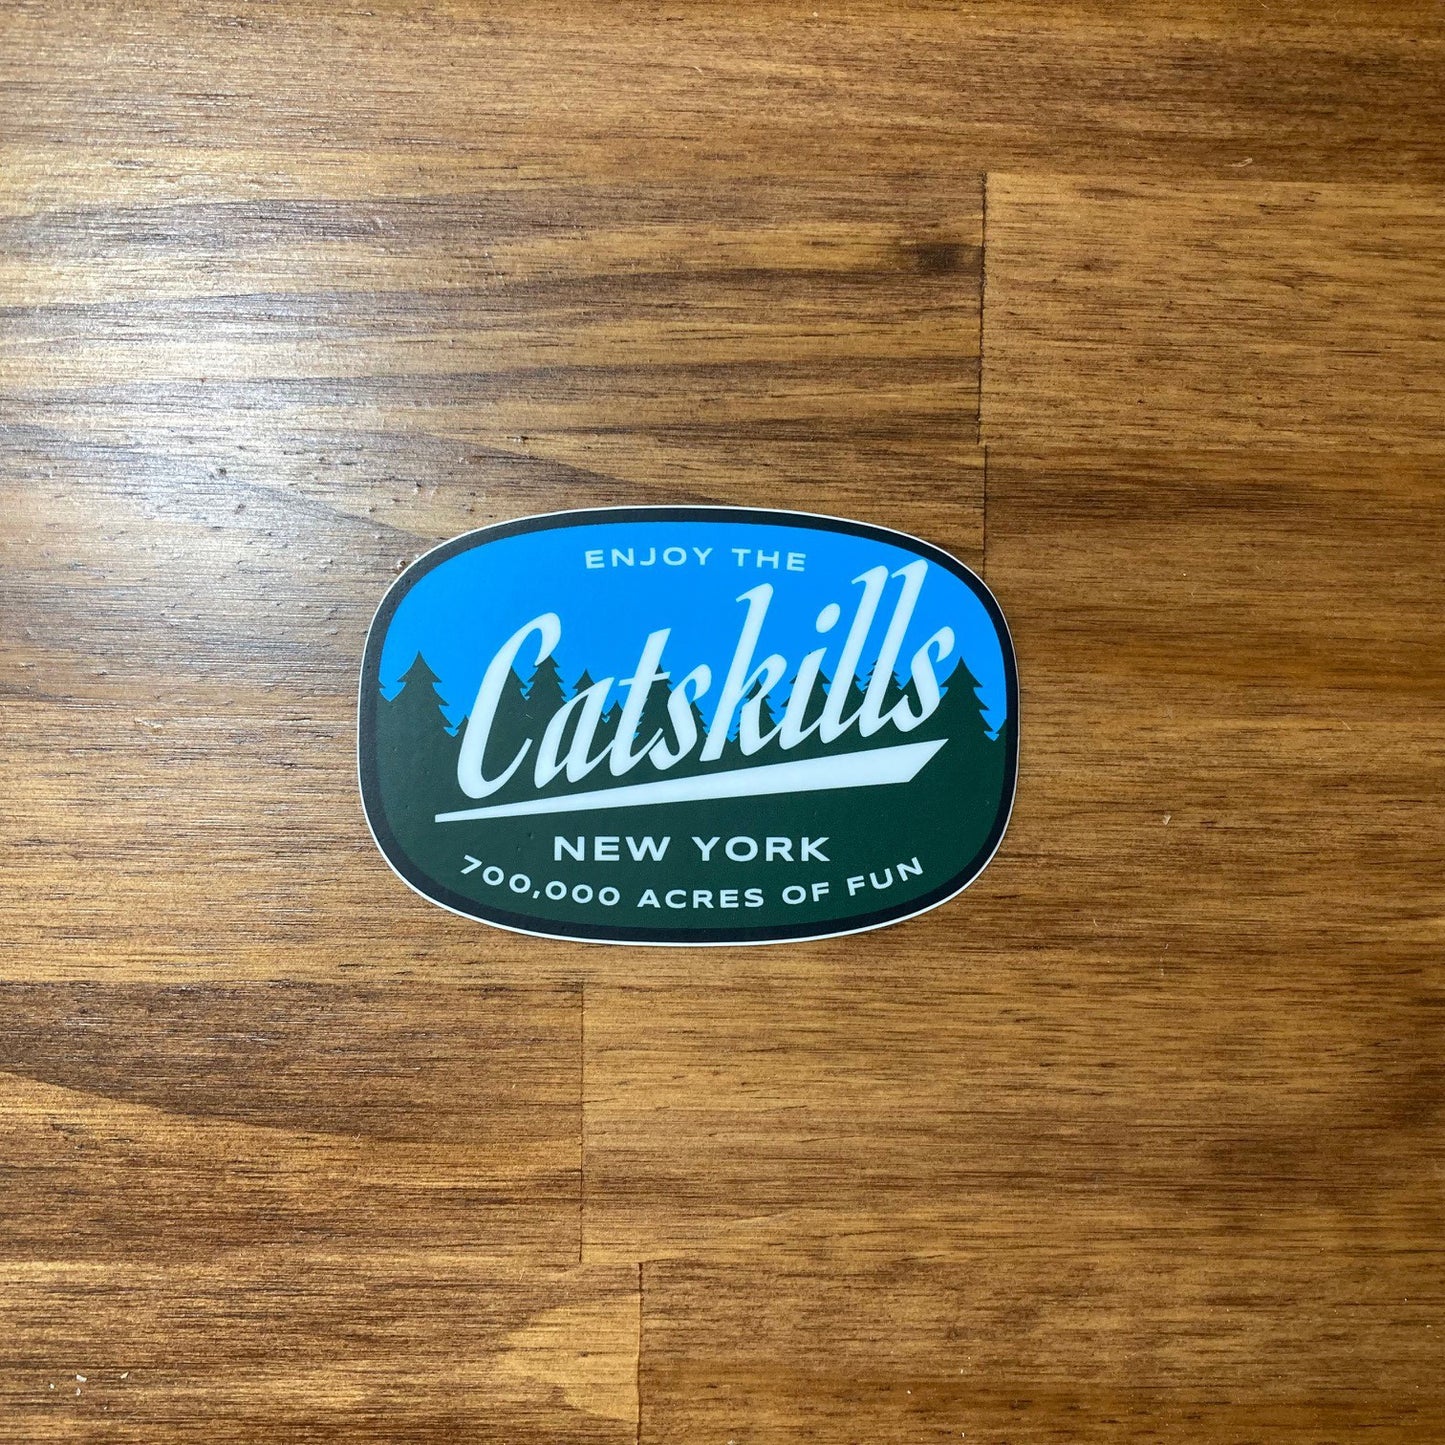 ENJOY THE
Catskills
NEW YORK
700,000 ACRES OF FUN